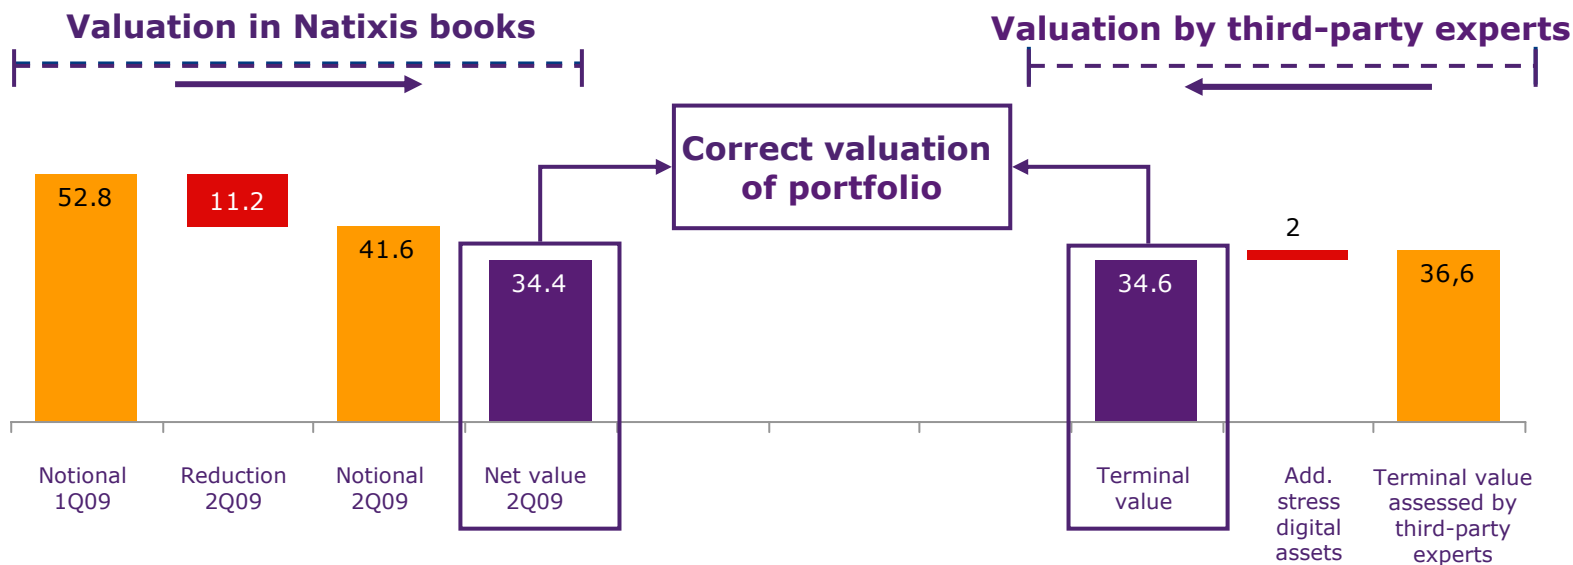 Valuation in Natixis books
Valuation by third-party experts
Correct valuation
of portfolio
52.8
11.2
41.6
34.4
34.6
2
36,6
Notional
1Q09
Reduction
2Q09
Notional
2Q09
Net value
2Q09
Terminal
value
Add.
stress
digital
assets
Terminal value
assessed by
third-party
experts